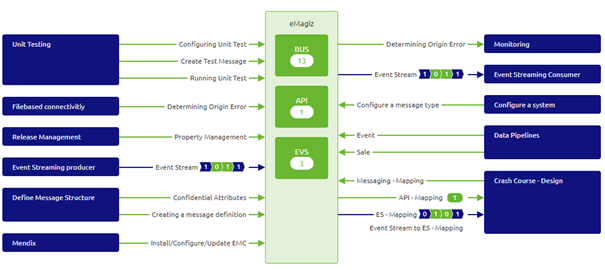 eMagiz
Unit Testing
Configuring Unit Test
Create Test Message
Running Unit Test
Filebased connectivitiy
Determining Origin Error
Release Management
Property Management
Event Streaming producer
Event Stream 1 0 1 1
Define Message Structure
Confidential Attributes
Creating a message definition
Mendix
Install/Configure/Update EMC
BUS
13
API
1
EVS
3
Determining Origin Error
Monitoring
Event Stream 1 0 1 1
Event Streaming Consumer
Configure a message type
Configure a system
Event
Data Pipelines
Sale
Messaging - Mapping
Crash Course - Design
API - Mapping 1
ES - Mapping 0 1 0 1
Event Stream to ES - Mapping